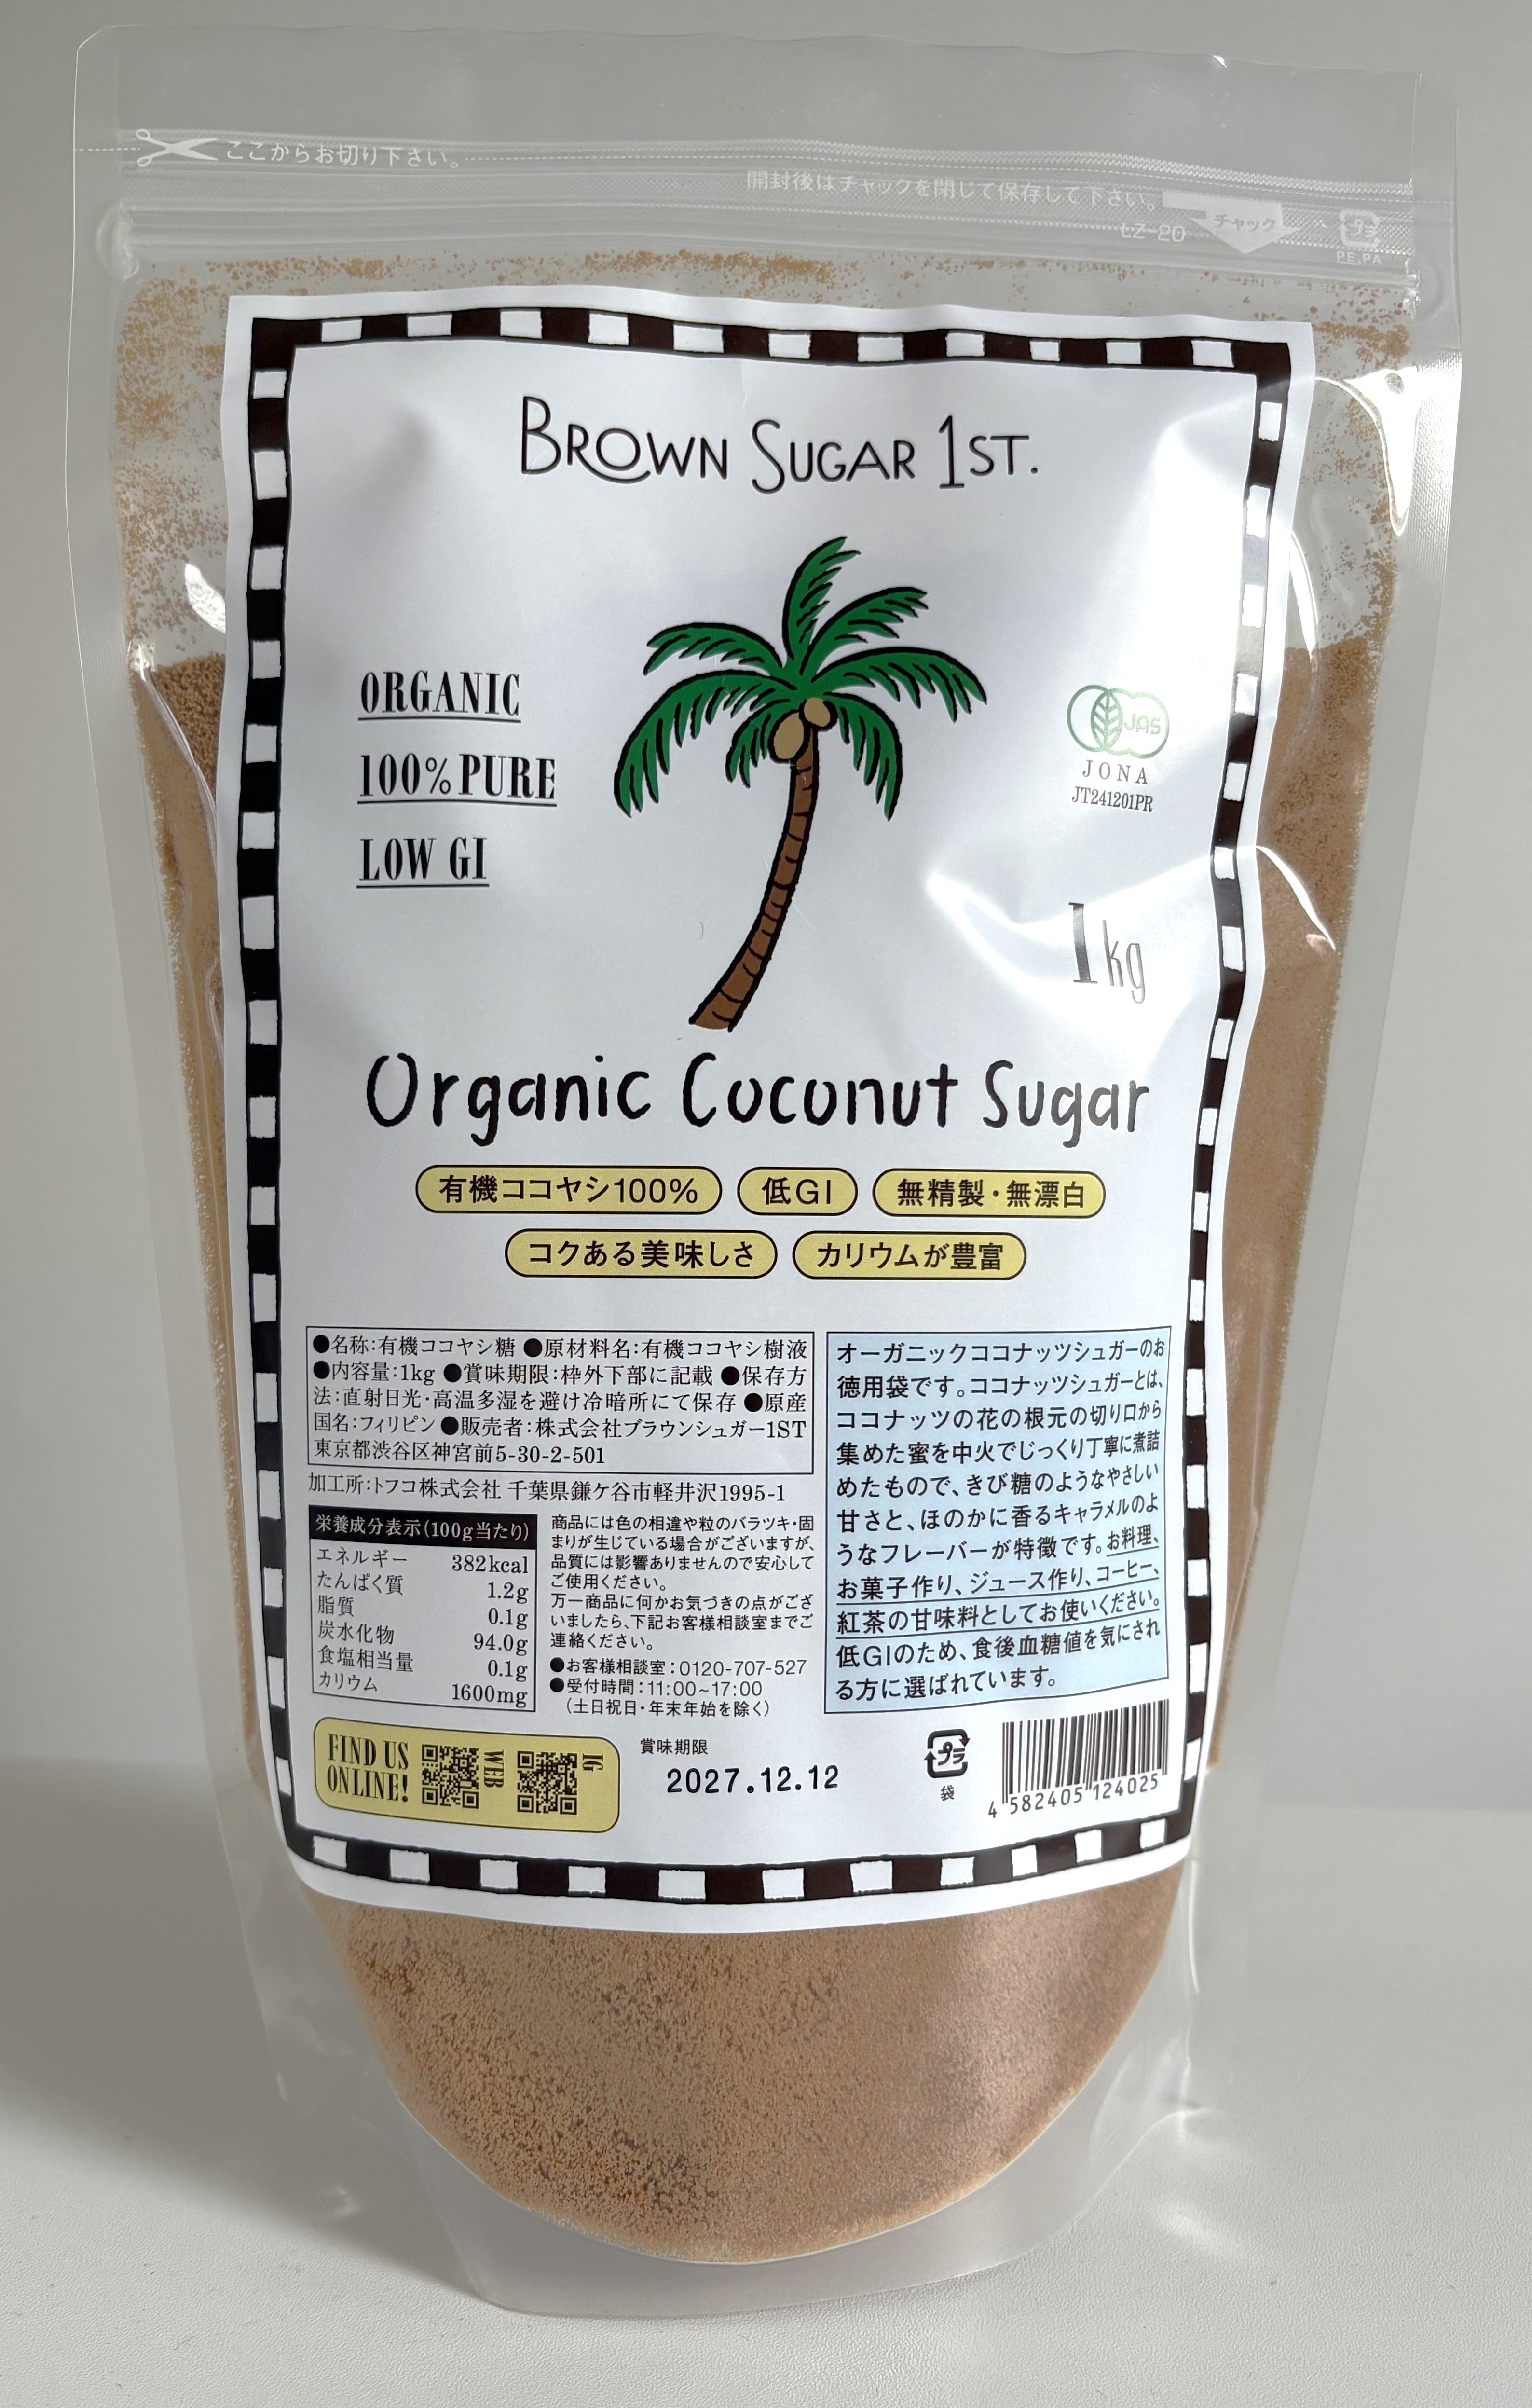 ここからお切り下さい。
開封後はチャックを閉じて保存して下さい。
チャック
LZ-20
プラ
PE,PA
BROWN SUGAR 1ST.
ORGANIC
100% PURE
LOW GI
JAS
JONA
JT241201PR
1kg
Organic Coconut Sugar
有機ココヤシ100% 低GI 無精製・無漂白
コクある美味しさ カリウムが豊富
●名称:有機ココヤシ糖 ●原材料名:有機ココヤシ樹液
●内容量:1kg ●賞味期限:枠外下部に記載 ●保存方
法:直射日光・高温多湿を避け冷暗所にて保存 ●原産
国名:フィリピン ●販売者:株式会社ブラウンシュガー1ST
東京都渋谷区神宮前5-30-2-501
加工所:トフコ株式会社 千葉県鎌ケ谷市軽井沢1995-1
栄養成分表示(100g当たり)
エネルギー 382kcal
たんぱく質 1.2g
脂質 0.1g
炭水化物 94.0g
食塩相当量 0.1g
カリウム 1600mg
商品には色の相違や粒のバラツキ・固
まりが生じている場合がございますが、
品質には影響ありませんので安心して
ご使用ください。
万一商品に何かお気づきの点がござ
いましたら、下記お客様相談室までご
連絡ください。
●お客様相談室:0120-707-527
●受付時間:11:00~17:00
(土日祝日・年末年始を除く)
オーガニックココナッツシュガーのお
徳用袋です。ココナッツシュガーとは、
ココナッツの花の根元の切り口から
集めた蜜を中火でじっくり丁寧に煮詰
めたもので、きび糖のようなやさしい
甘さと、ほのかに香るキャラメルのよ
うなフレーバーが特徴です。お料理、
お菓子作り、ジュース作り、コーヒー、
紅茶の甘味料としてお使いください。
低GIのため、食後血糖値を気にされ
る方に選ばれています。
FIND US
ONLINE!
WEB
IG
賞味期限
2027.12.12
プラ
袋
4 582405 124025